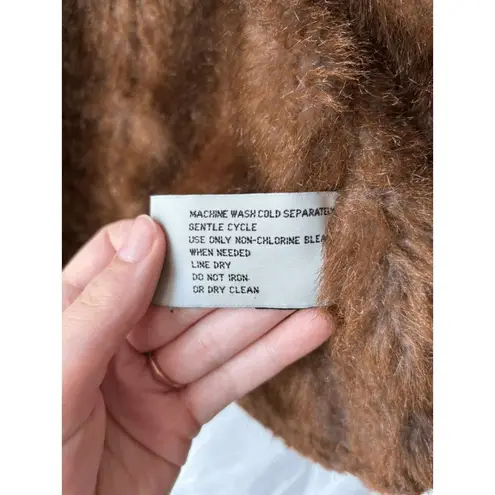 MACHINE WASH COLD SEPARATELY
GENTLE CYCLE
USE ONLY NON-CHLORINE BLEA
WHEN NEEDED
LINE DRY
DO NOT IRON.
OR DRY CLEAN